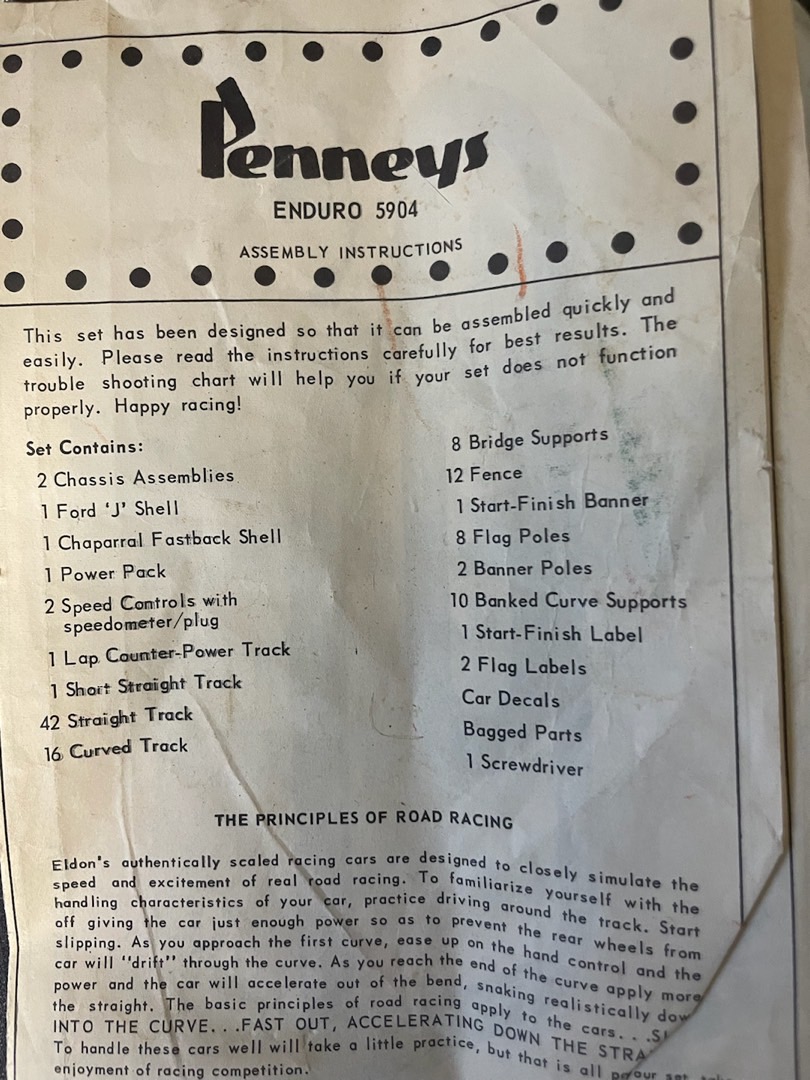 Penneys
ENDURO 5904
ASSEMBLY INSTRUCTIONS
This set has been designed so that it can be assembled quickly and
easily. Please read the instructions carefully for best results. The
trouble shooting chart will help you if your set does not function
properly. Happy racing!
Set Contains:
2 Chassis Assemblies
1 Ford 'J' Shell
1 Chaparral Fastback Shell
1 Power Pack
2 Speed Controls with
speedometer/plug
1 Lap Counter-Power Track
1 Short Straight Track
42 Straight Track
16 Curved Track
8 Bridge Supports
12 Fence
1 Start-Finish Banner
8 Flag Poles
2 Banner Poles
10 Banked Curve Supports
1 Start-Finish Label
2 Flag Labels
Car Decals
Bagged Parts
1 Screwdriver
THE PRINCIPLES OF ROAD RACING
Eldon's authentically scaled racing cars are designed to closely simulate the
speed and excitement of real road racing. To familiarize yourself with the
handling characteristics of your car, practice driving around the track. Start
off giving the car just enough power so as to prevent the rear wheels from
slipping. As you approach the first curve, ease up on the hand control and the
car will "drift" through the curve. As you reach the end of the curve apply more
power and the car will accelerate out of the bend, snaking realistically
the straight. The basic principles of road racing apply to the cars. . .
INTO THE CURVE. . .FAST OUT, ACCELERATING DOWN THE
To handle these cars well will take a little practice, but that is all
enjoyment of racing competition.